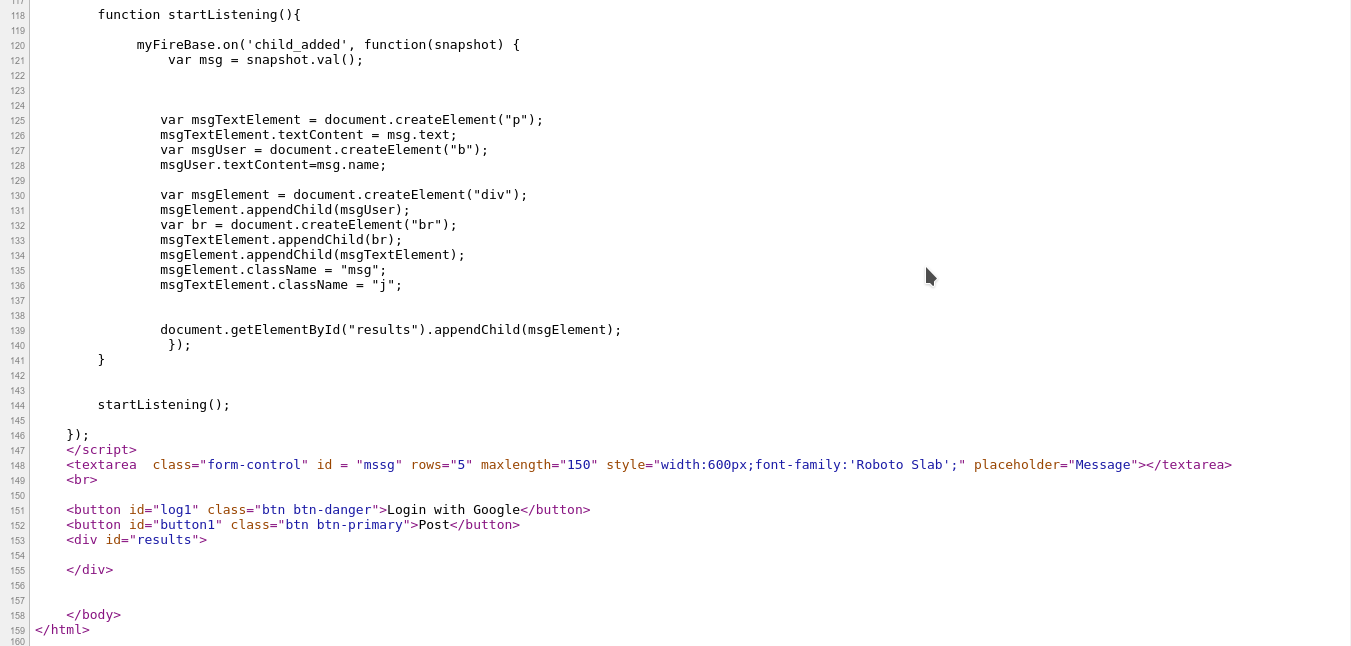 117
118 function startListening(){
119
120 myFireBase.on('child_added', function(snapshot) {
121 var msg = snapshot.val();
122
123
124
125 var msgTextElement = document.createElement("p");
126 msgTextElement.textContent = msg.text;
127 var msgUser = document.createElement("b");
128 msgUser.textContent=msg.name;
129
130 var msgElement = document.createElement("div");
131 msgElement.appendChild(msgUser);
132 var br = document.createElement("br");
133 msgTextElement.appendChild(br);
134 msgElement.appendChild(msgTextElement);
135 msgElement.className = "msg";
136 msgTextElement.className = "j";
137
138
139 document.getElementById("results").appendChild(msgElement);
140 });
141 }
142
143
144 startListening();
145
146 });
147 </script>
148 <textarea  class="form-control" id = "mssg" rows="5" maxlength="150" style="width:600px;font-family:'Roboto Slab';" placeholder="Message"></textarea>
149 <br>
150
151 <button id="log1" class="btn btn-danger">Login with Google</button>
152 <button id="button1" class="btn btn-primary">Post</button>
153 <div id="results">
154
155 </div>
156
157
158 </body>
159 </html>
160